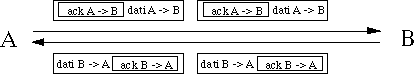 ack A -> B dati A -> B ack A -> B dati A -> B
A B
dati B -> A ack B -> A dati B -> A ack B -> A